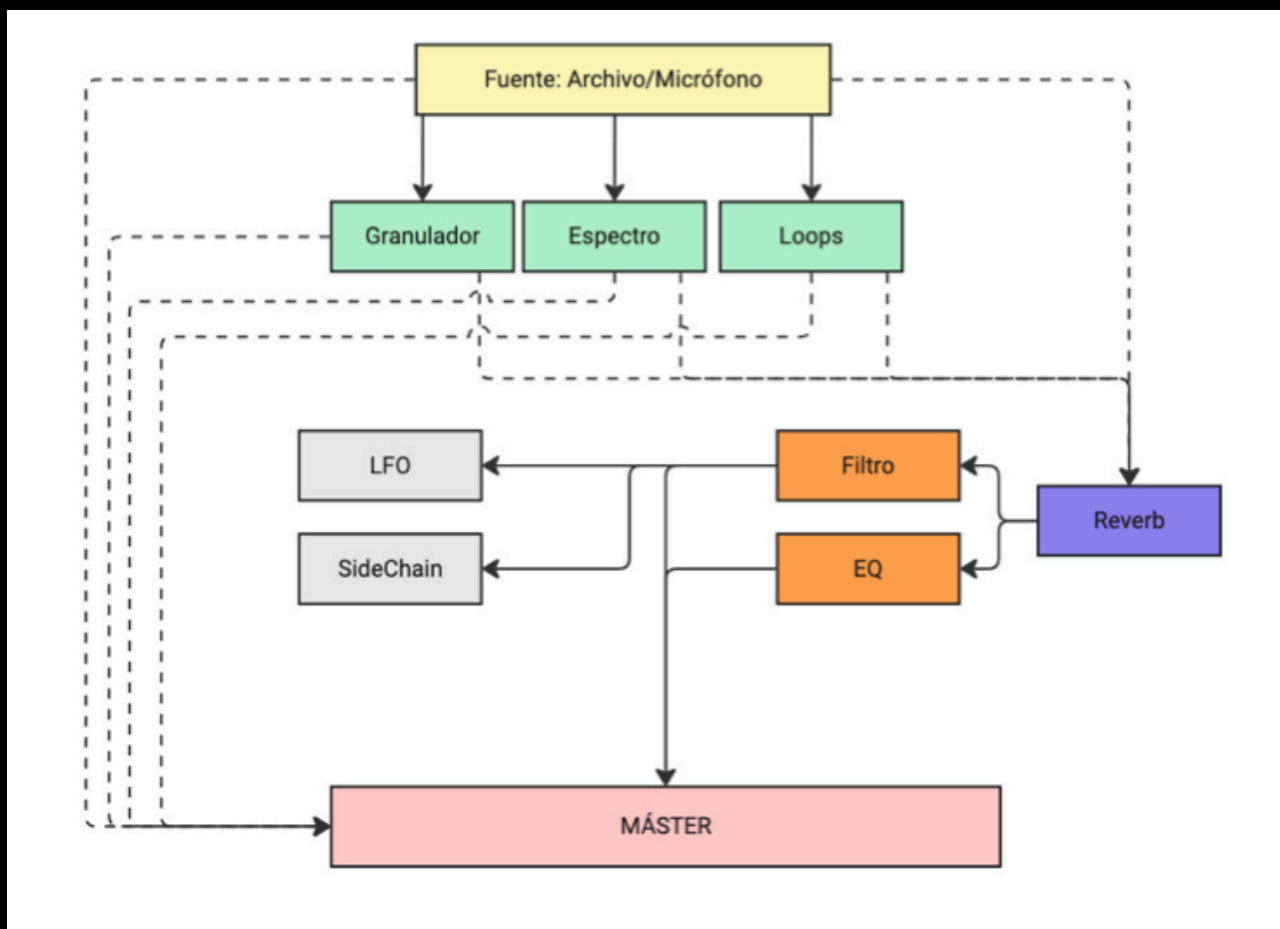 Fuente: Archivo/Micrófono
Granulador
Espectro
Loops
LFO
Filtro
Reverb
SideChain
EQ
MÁSTER